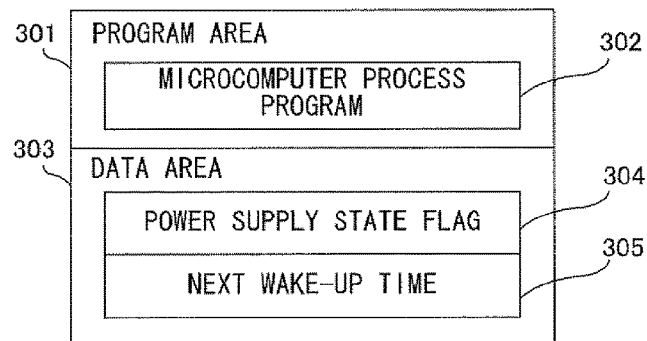 301
PROGRAM AREA
302
MICROCOMPUTER PROCESS
PROGRAM
303
DATA AREA
304
POWER SUPPLY STATE FLAG
305
NEXT WAKE-UP TIME